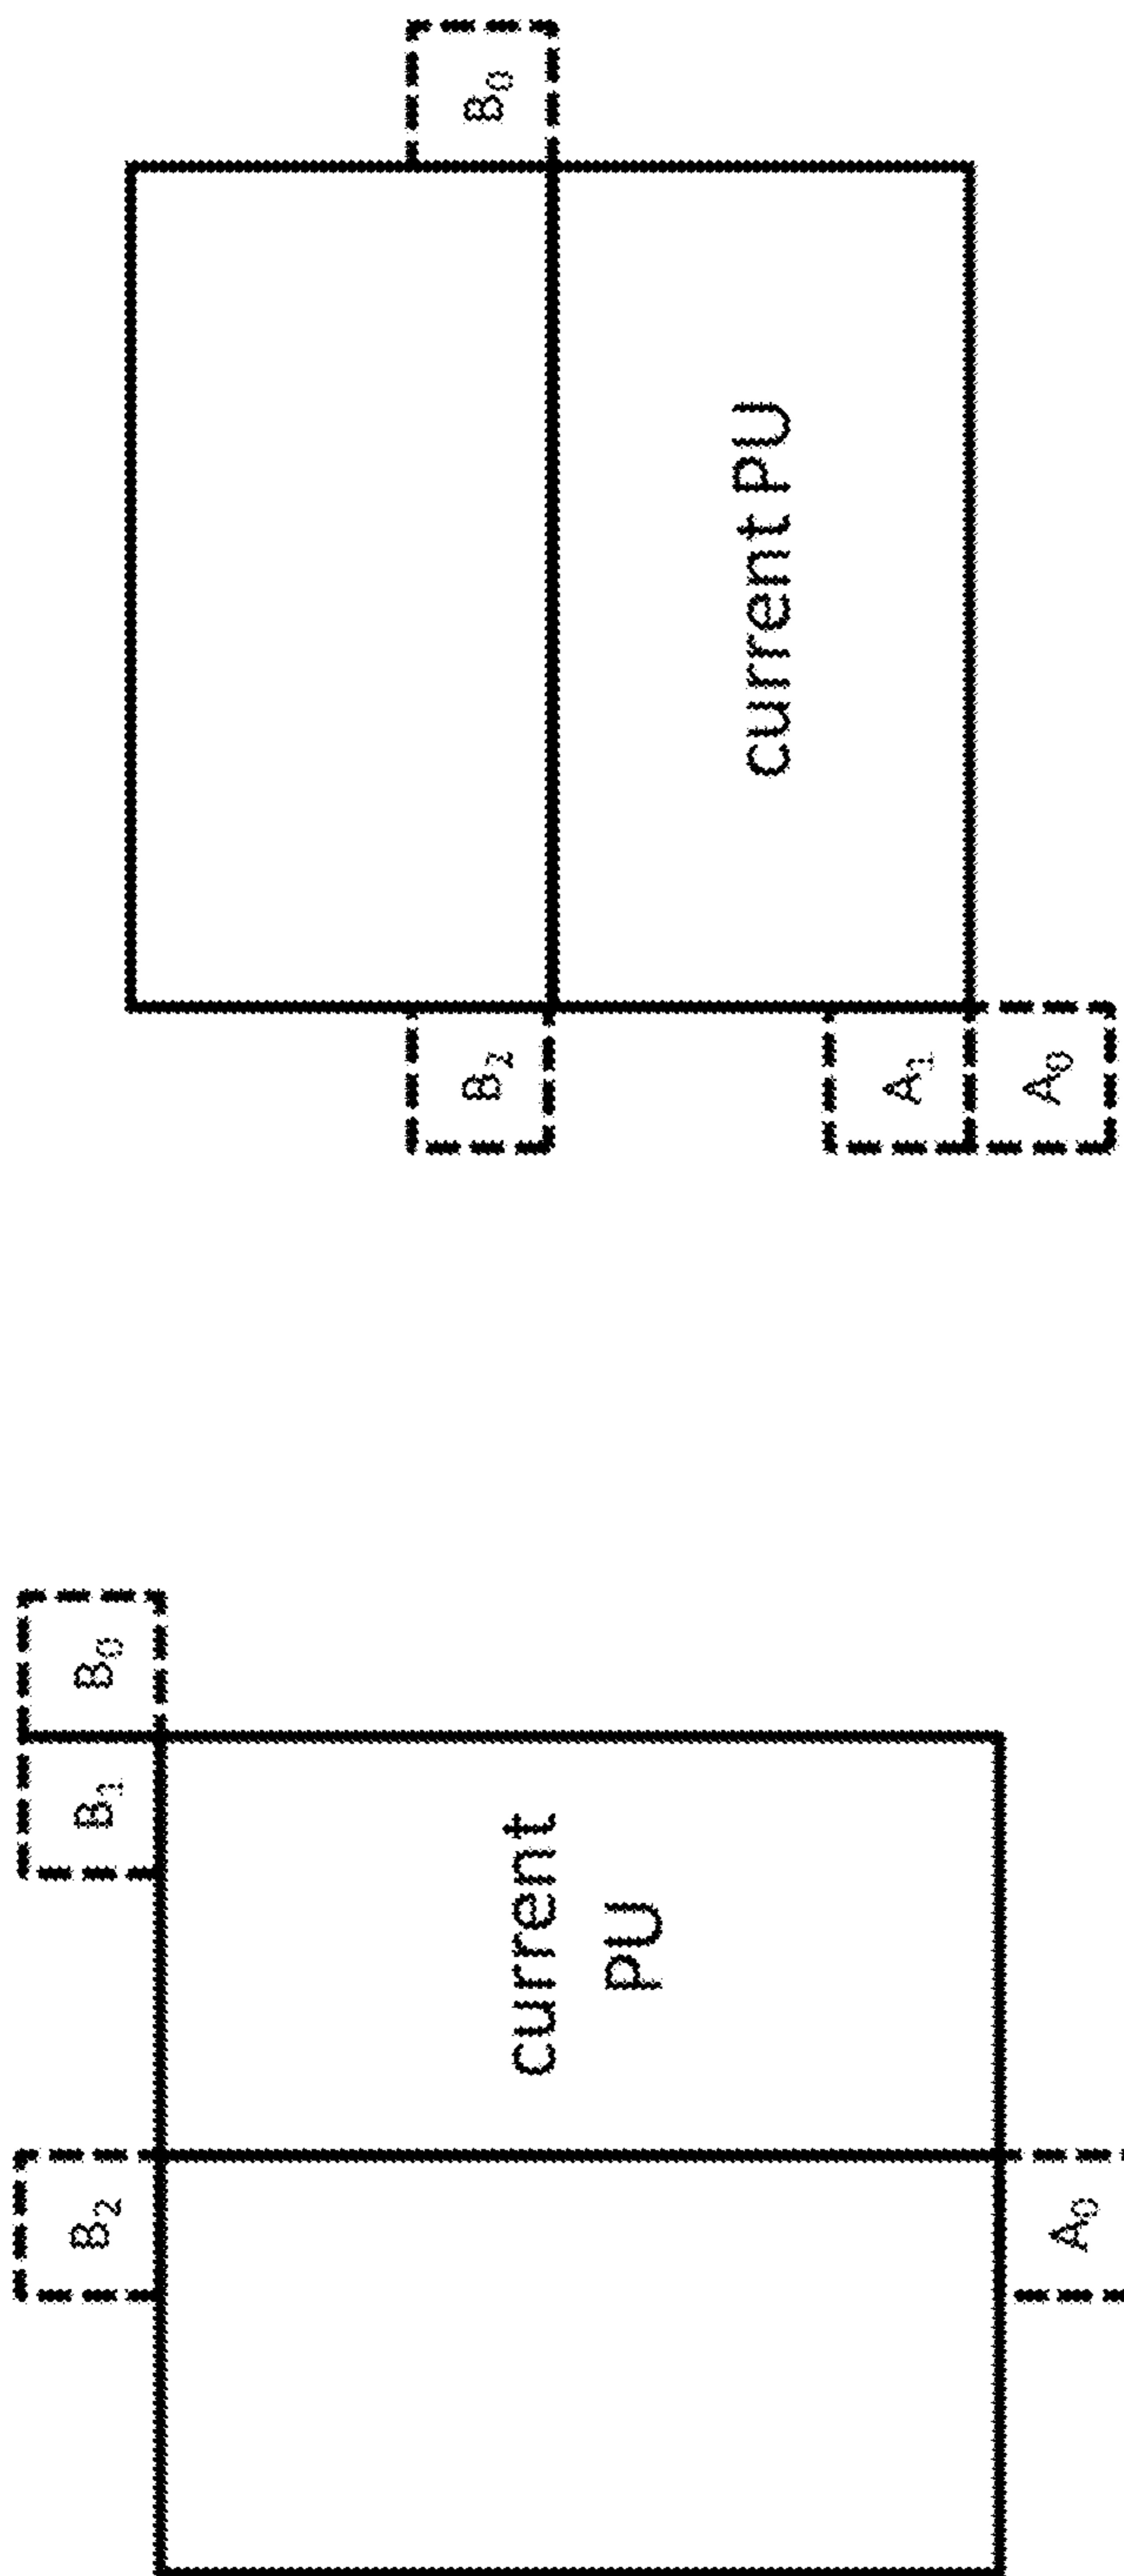 B₂
B₁
B₀
current
PU
A₀
B₂
B₀
current PU
A₁
A₀